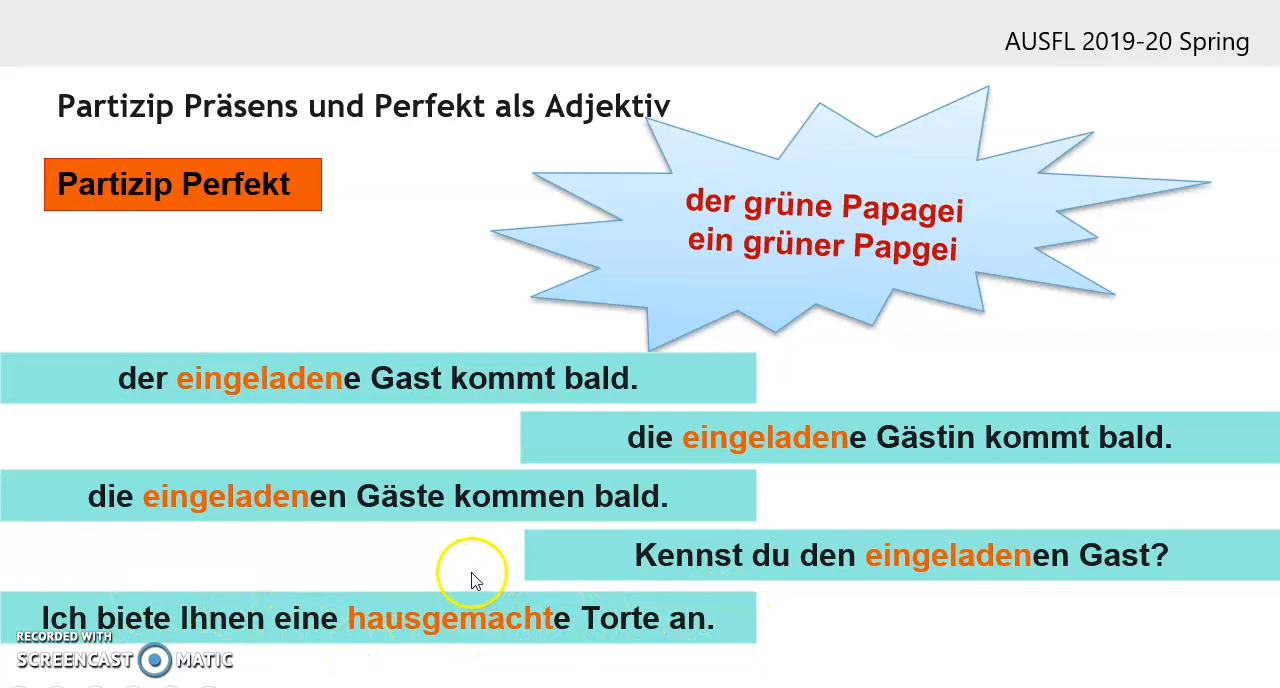 AUSFL 2019-20 Spring
Partizip Präsens und Perfekt als Adjektiv
Partizip Perfekt
der grüne Papagei
ein grüner Papgei
der eingeladene Gast kommt bald.
die eingeladene Gästin kommt bald.
die eingeladenen Gäste kommen bald.
Kennst du den eingeladenen Gast?
Ich biete Ihnen eine hausgemachte Torte an.
RECORDED WITH
SCREENCAST MATIC